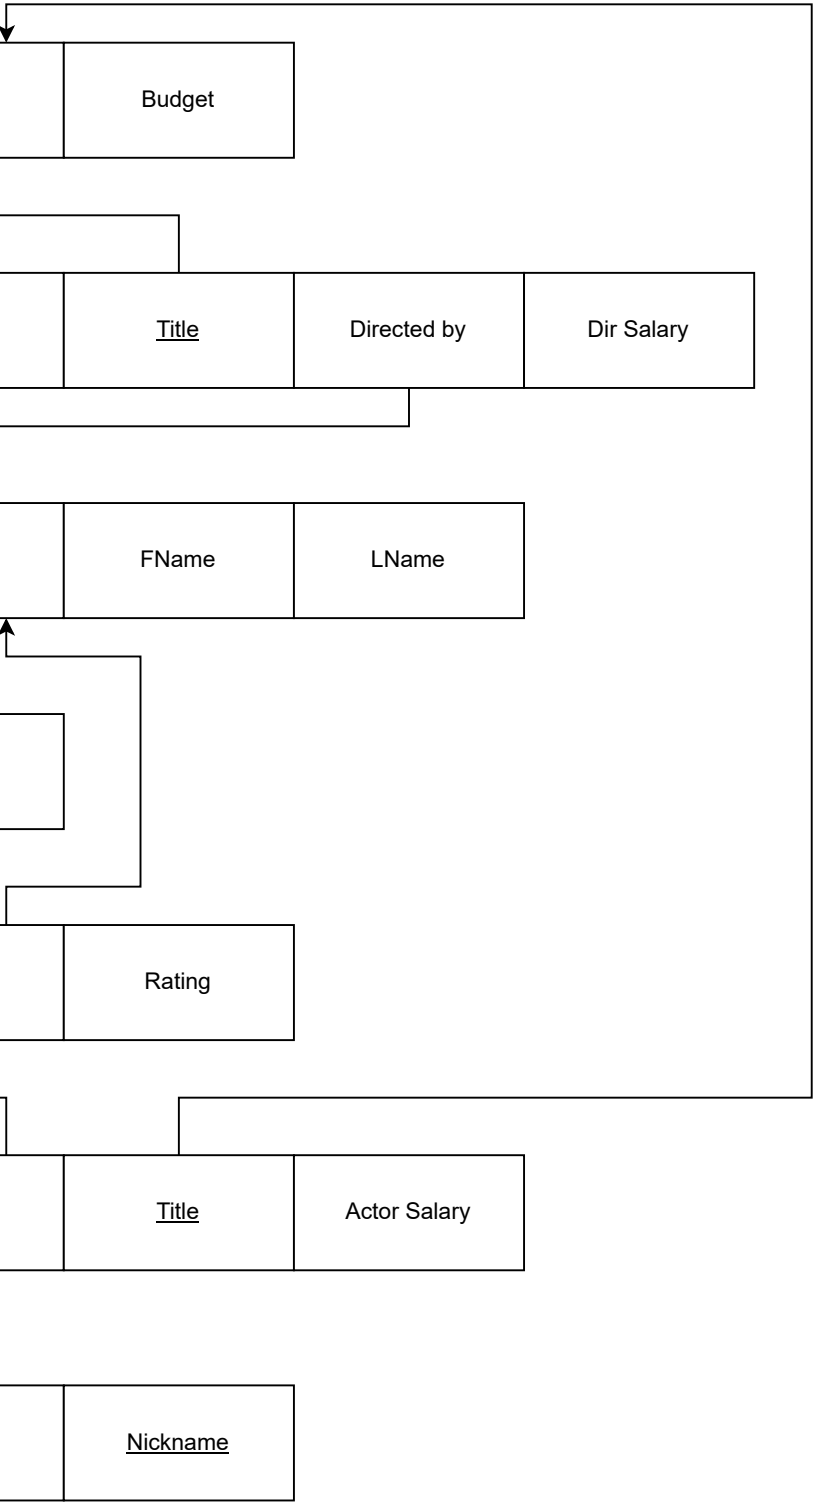 Budget
Title
Directed by
Dir Salary
FName
LName
Rating
Title
Actor Salary
Nickname